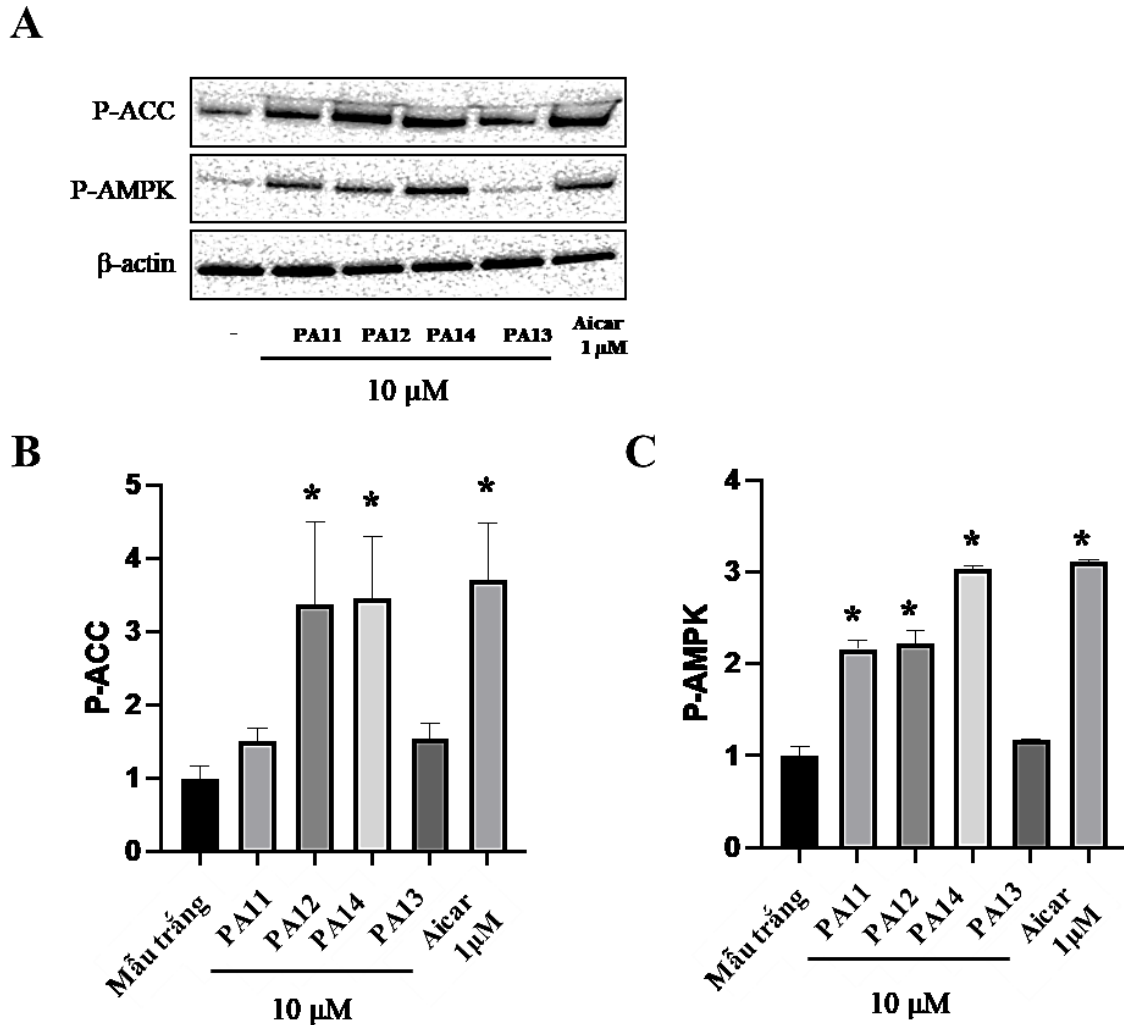 A
P-ACC
P-AMPK
β-actin
- PA11 PA12 PA14 PA13 Aicar
1 µM
10 µM
B
P-ACC
5
4
3
2
1
0
* * *
Mẫu trắng PA11 PA12 PA14 PA13 Aicar
1µM
10 µM
C
P-AMPK
4
3
2
1
0
* * * *
Mẫu trắng PA11 PA12 PA14 PA13 Aicar
1µM
10 µM